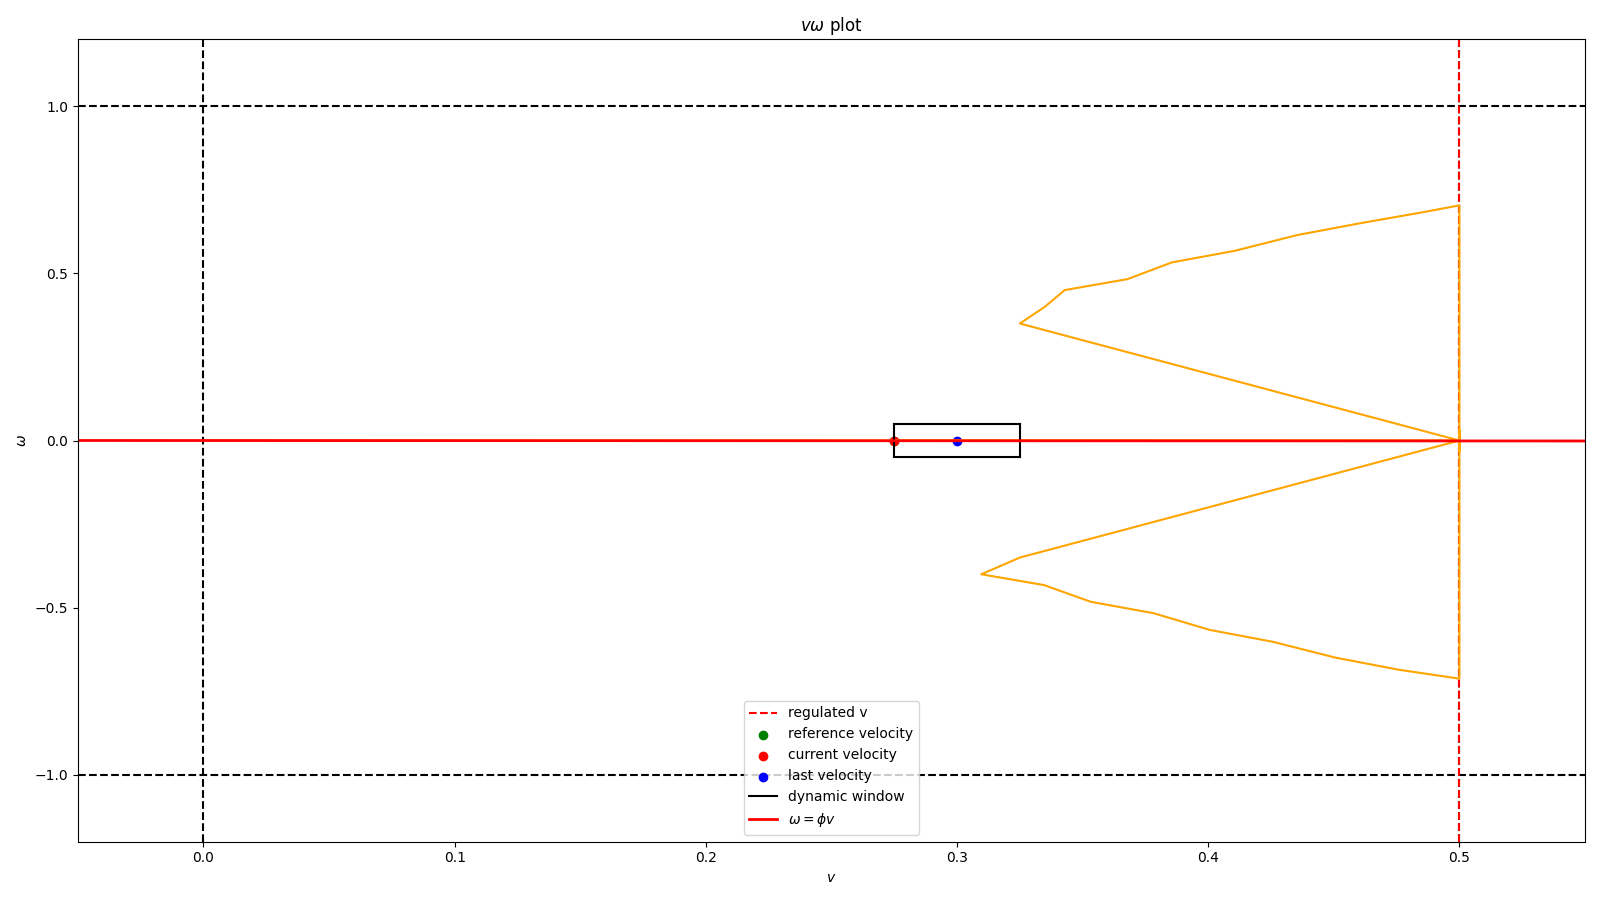 vω plot
1.0
0.5
0.0
−0.5
−1.0
ω
regulated v
reference velocity
current velocity
last velocity
dynamic window
ω = ϕv
0.0 0.1 0.2 0.3 0.4 0.5
v